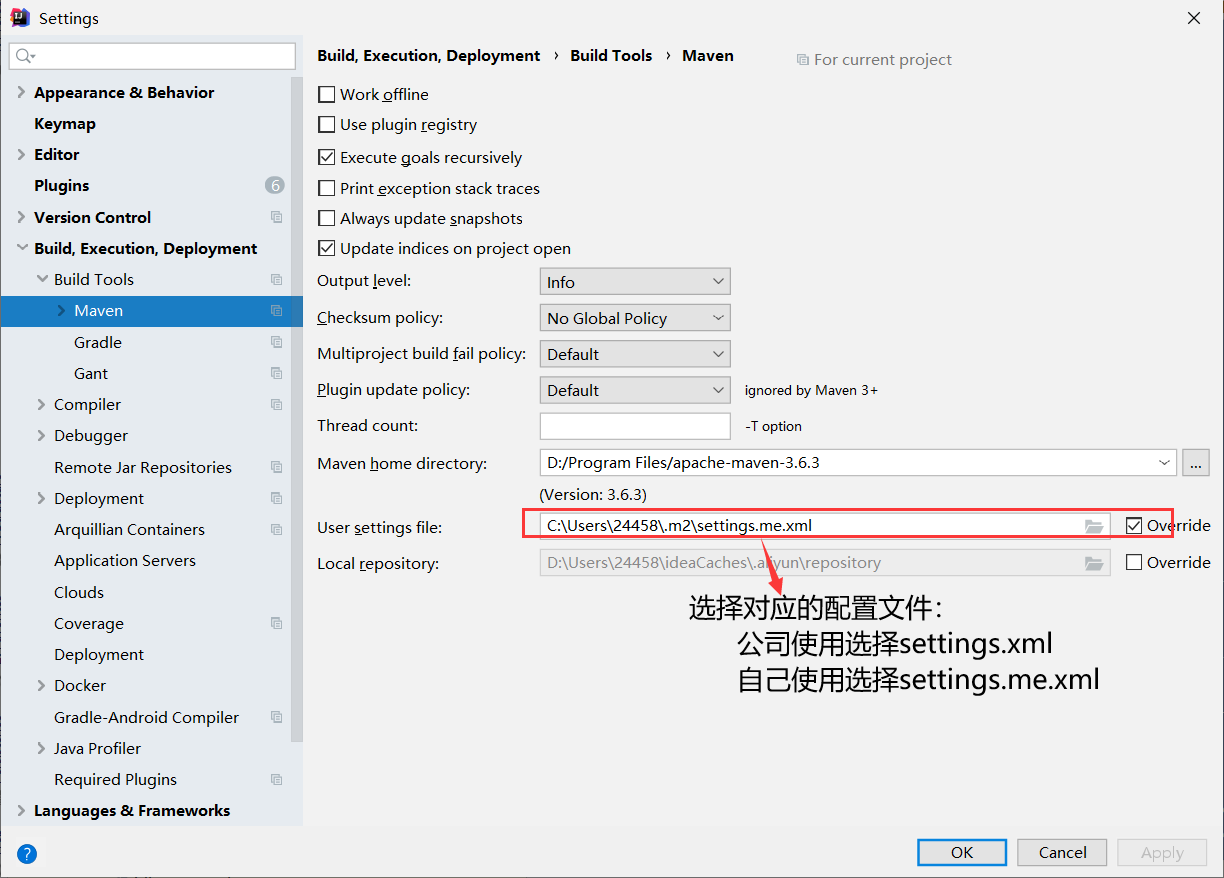 Settings
Build, Execution, Deployment › Build Tools › Maven
For current project
Appearance & Behavior
Keymap
Editor
Plugins
6
Version Control
Build, Execution, Deployment
Build Tools
Maven
Gradle
Gant
Compiler
Debugger
Remote Jar Repositories
Deployment
Arquillian Containers
Application Servers
Clouds
Coverage
Deployment
Docker
Gradle-Android Compiler
Java Profiler
Required Plugins
Languages & Frameworks
Work offline
Use plugin registry
Execute goals recursively
Print exception stack traces
Always update snapshots
Update indices on project open
Output level: Info
Checksum policy: No Global Policy
Multiproject build fail policy: Default
Plugin update policy: Default ignored by Maven 3+
Thread count: -T option
Maven home directory: D:/Program Files/apache-maven-3.6.3 ...
(Version: 3.6.3)
User settings file: C:\Users\24458\.m2\settings.me.xml Override
Local repository: D:\Users\24458\ideaCaches\.aliyun\repository Override
选择对应的配置文件：
公司使用选择settings.xml
自己使用选择settings.me.xml
?
OK Cancel Apply